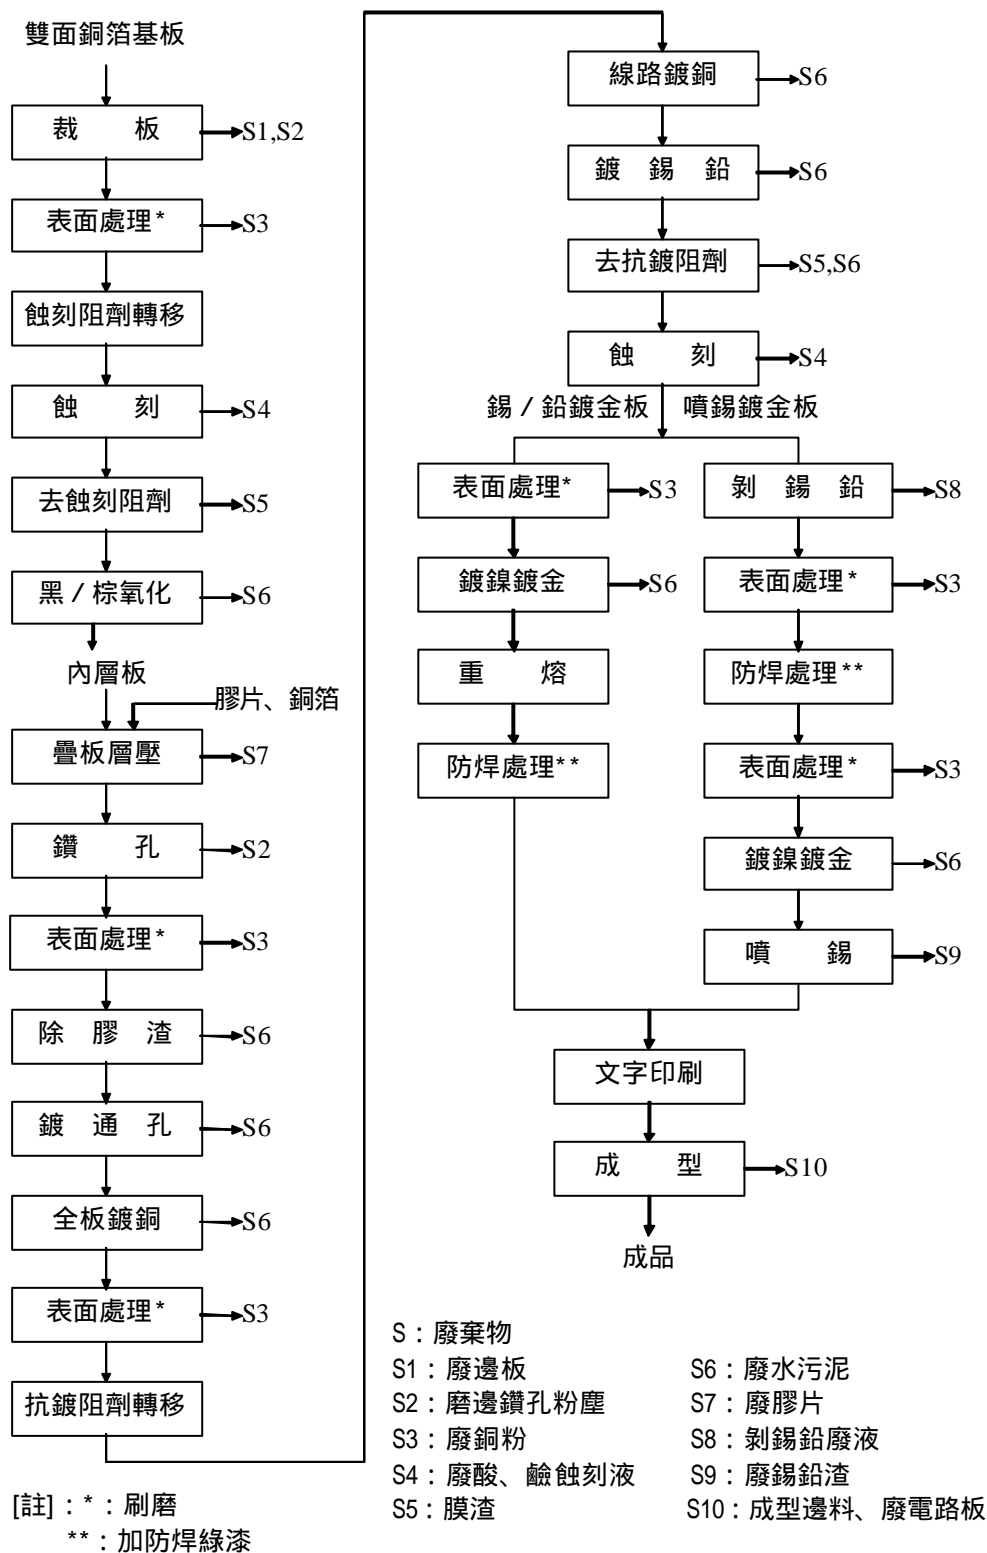 雙面銅箔基板
裁 板
S1,S2
表面處理*
S3
蝕刻阻劑轉移
蝕 刻
S4
去蝕刻阻劑
S5
黑／棕氧化
S6
內層板
膠片、銅箔
疊板層壓
S7
鑽 孔
S2
表面處理*
S3
除 膠 渣
S6
鍍 通 孔
S6
全板鍍銅
S6
表面處理*
S3
抗鍍阻劑轉移
線路鍍銅
S6
鍍 錫 鉛
S6
去抗鍍阻劑
S5,S6
蝕 刻
S4
錫／鉛鍍金板
噴錫鍍金板
表面處理*
S3
鍍鎳鍍金
S6
重 熔
防焊處理**
剝 錫 鉛
S8
表面處理*
S3
防焊處理**
表面處理*
S3
鍍鎳鍍金
S6
噴 錫
S9
文字印刷
成 型
S10
成品
S：廢棄物
S1：廢邊板
S2：磨邊鑽孔粉塵
S3：廢銅粉
S4：廢酸、鹼蝕刻液
S5：膜渣
S6：廢水污泥
S7：廢膠片
S8：剝錫鉛廢液
S9：廢錫鉛渣
S10：成型邊料、廢電路板
[註]：*：刷磨
**：加防焊綠漆